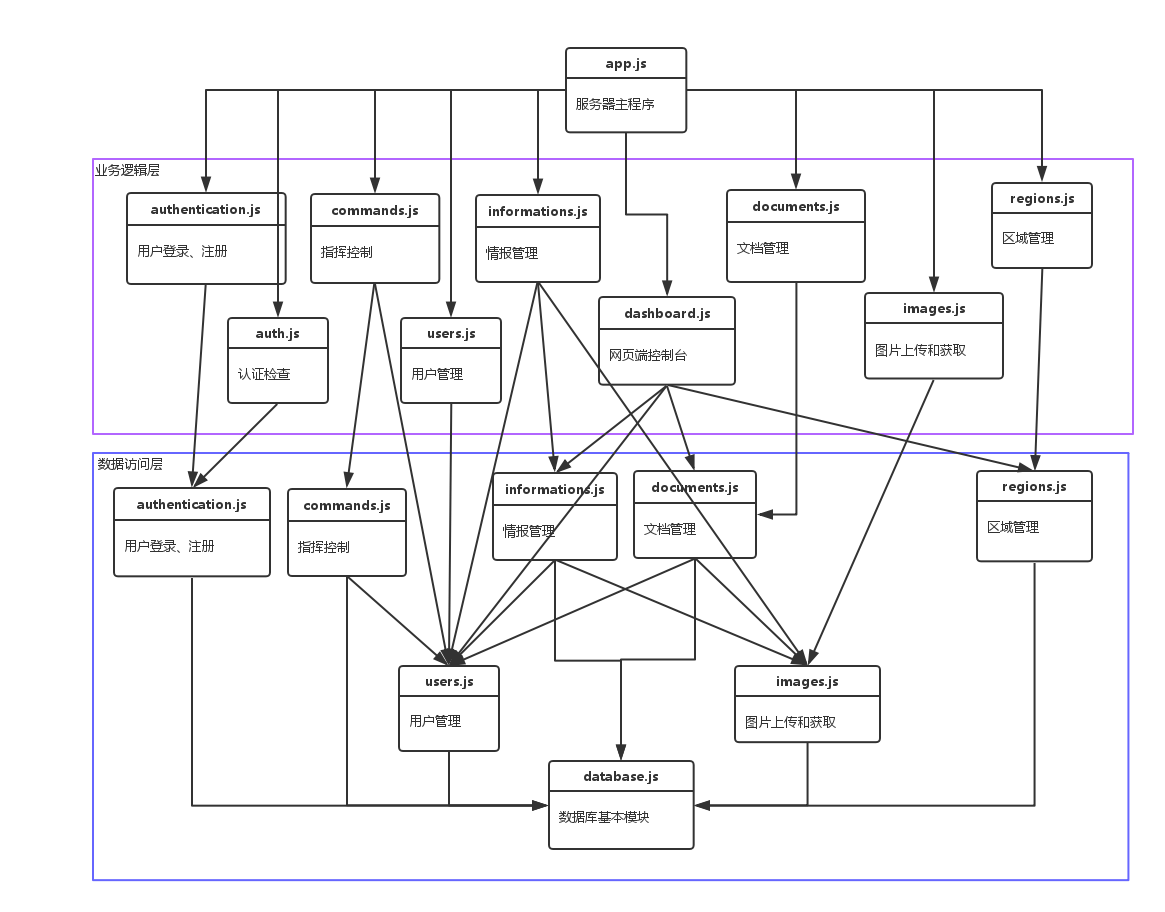 app.js
服务器主程序
业务逻辑层
authentication.js
用户登录、注册
commands.js
指挥控制
informations.js
情报管理
documents.js
文档管理
regions.js
区域管理
auth.js
认证检查
users.js
用户管理
dashboard.js
网页端控制台
images.js
图片上传和获取
数据访问层
authentication.js
用户登录、注册
commands.js
指挥控制
informations.js
情报管理
documents.js
文档管理
regions.js
区域管理
users.js
用户管理
images.js
图片上传和获取
database.js
数据库基本模块